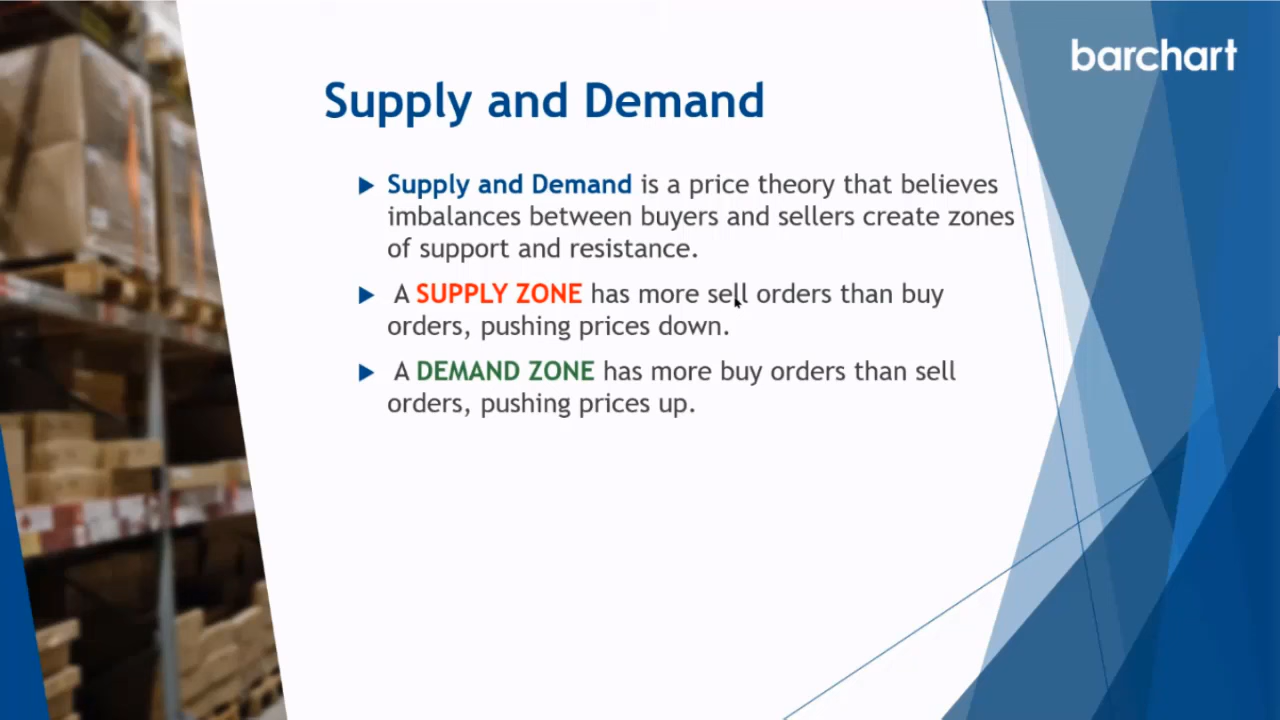 barchart
Supply and Demand
Supply and Demand is a price theory that believes
imbalances between buyers and sellers create zones
of support and resistance.
A SUPPLY ZONE has more sell orders than buy
orders, pushing prices down.
A DEMAND ZONE has more buy orders than sell
orders, pushing prices up.